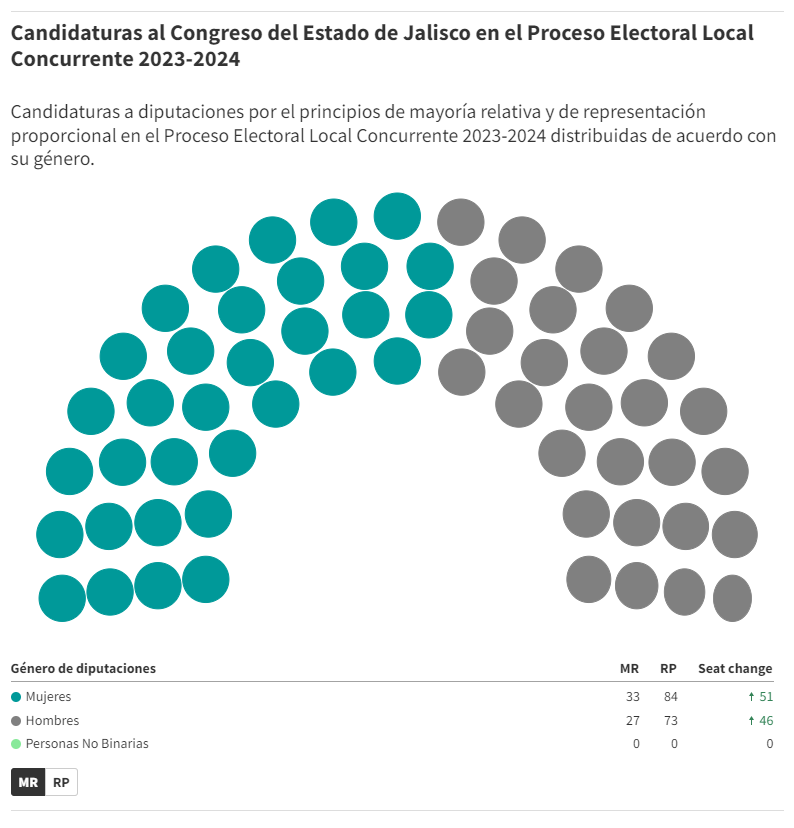 Candidaturas al Congreso del Estado de Jalisco en el Proceso Electoral Local
Concurrente 2023-2024
Candidaturas a diputaciones por el principios de mayoría relativa y de representación
proporcional en el Proceso Electoral Local Concurrente 2023-2024 distribuidas de acuerdo con
su género.
Género de diputaciones MR RP Seat change
Mujeres 33 84 ↑ 51
Hombres 27 73 ↑ 46
Personas No Binarias 0 0 0
MR RP